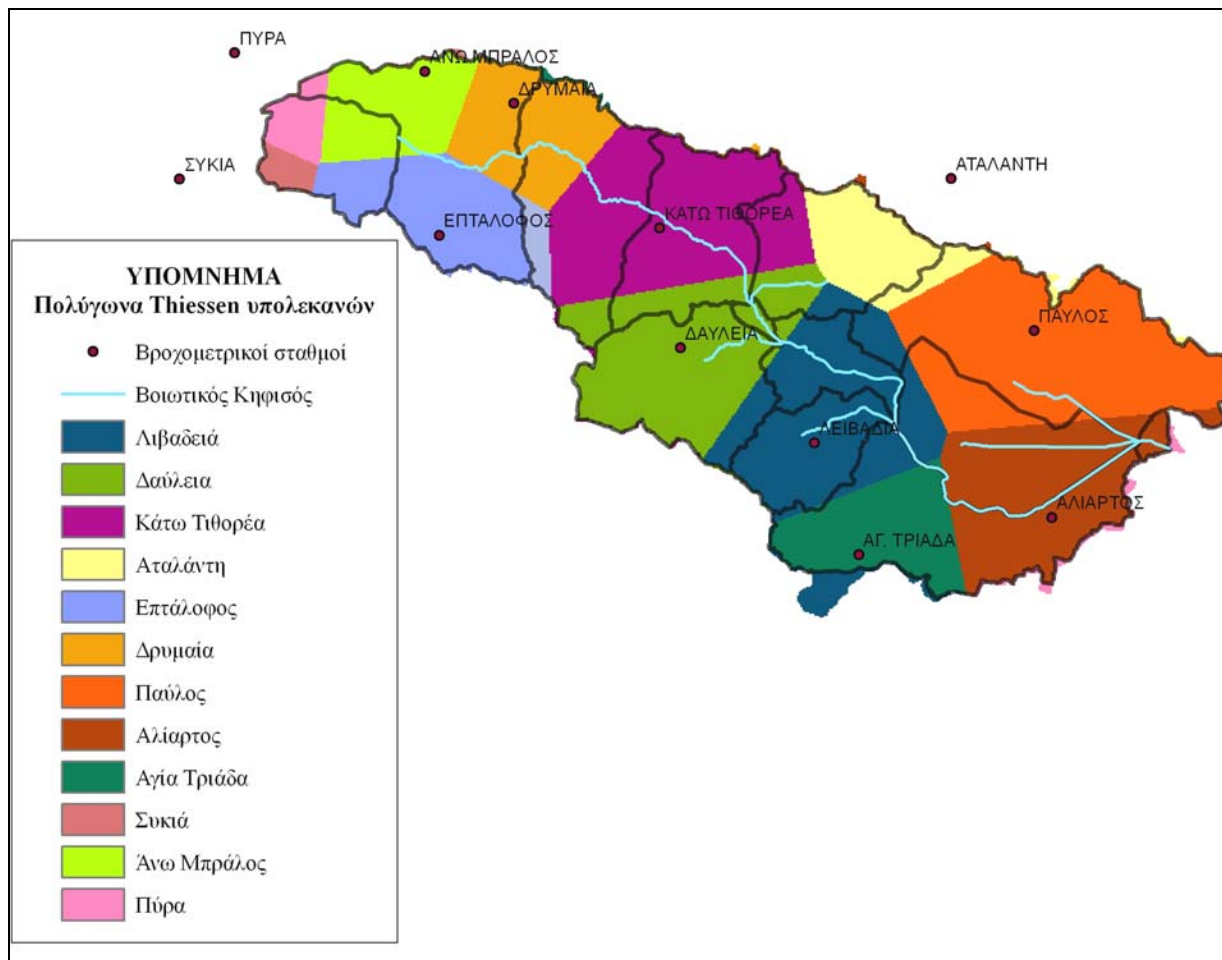 ΠΥΡΑ
ΑΝΩ ΜΠΡΑΛΟΣ
ΔΡΥΜΑΙΑ
ΣΥΚΙΑ
ΑΤΑΛΑΝΤΗ
ΕΠΤΑΛΟΦΟΣ
ΚΑΤΩ ΤΙΘΟΡΕΑ
ΠΑΥΛΟΣ
ΔΑΥΛΕΙΑ
ΛΕΙΒΑΔΙΑ
ΑΛΙΑΡΤΟΣ
ΑΓ. ΤΡΙΑΔΑ
ΥΠΟΜΝΗΜΑ
Πολύγωνα Thiessen υπολεκανών
Βροχομετρικοί σταθμοί
Βοιωτικός Κηφισός
Λιβαδειά
Δαύλεια
Κάτω Τιθορέα
Αταλάντη
Επτάλοφος
Δρυμαία
Παύλος
Αλίαρτος
Αγία Τριάδα
Συκιά
Άνω Μπράλος
Πύρα